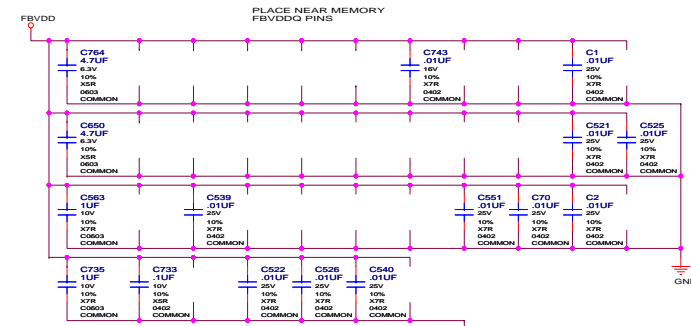 PLACE NEAR MEMORY
FBVDDQ PINS
FBVDD
C764
4.7UF
6.3V
10%
X5R
0603
COMMON
C743
.01UF
16V
10%
X7R
0402
COMMON
C1
.01UF
25V
10%
X7R
0402
COMMON
C650
4.7UF
6.3V
10%
X5R
0603
COMMON
C521
.01UF
25V
10%
X7R
0402
COMMON
C525
.01UF
25V
10%
X7R
0402
COMMON
C563
1UF
10V
10%
X7R
C0603
COMMON
C539
.01UF
25V
10%
X7R
0402
COMMON
C551
.01UF
25V
10%
X7R
0402
COMMON
C70
.01UF
25V
10%
X7R
0402
COMMON
C2
.01UF
25V
10%
X7R
0402
COMMON
C735
1UF
10V
10%
X7R
C0603
COMMON
C733
.1UF
10V
10%
X5R
0402
COMMON
C522
.01UF
25V
10%
X7R
0402
COMMON
C526
.01UF
25V
10%
X7R
0402
COMMON
C540
.01UF
25V
10%
X7R
0402
COMMON